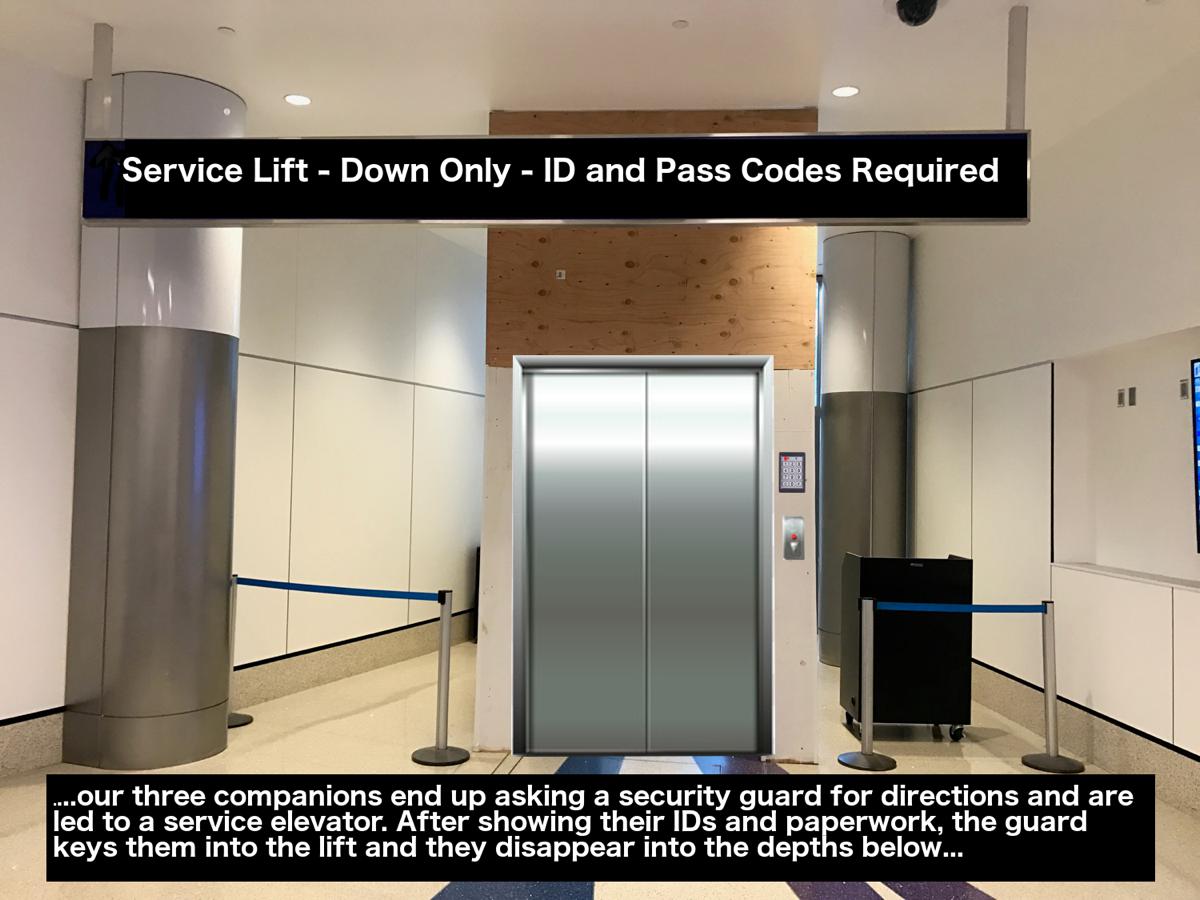 Service Lift - Down Only - ID and Pass Codes Required
....our three companions end up asking a security guard for directions and are
led to a service elevator. After showing their IDs and paperwork, the guard
keys them into the lift and they disappear into the depths below...